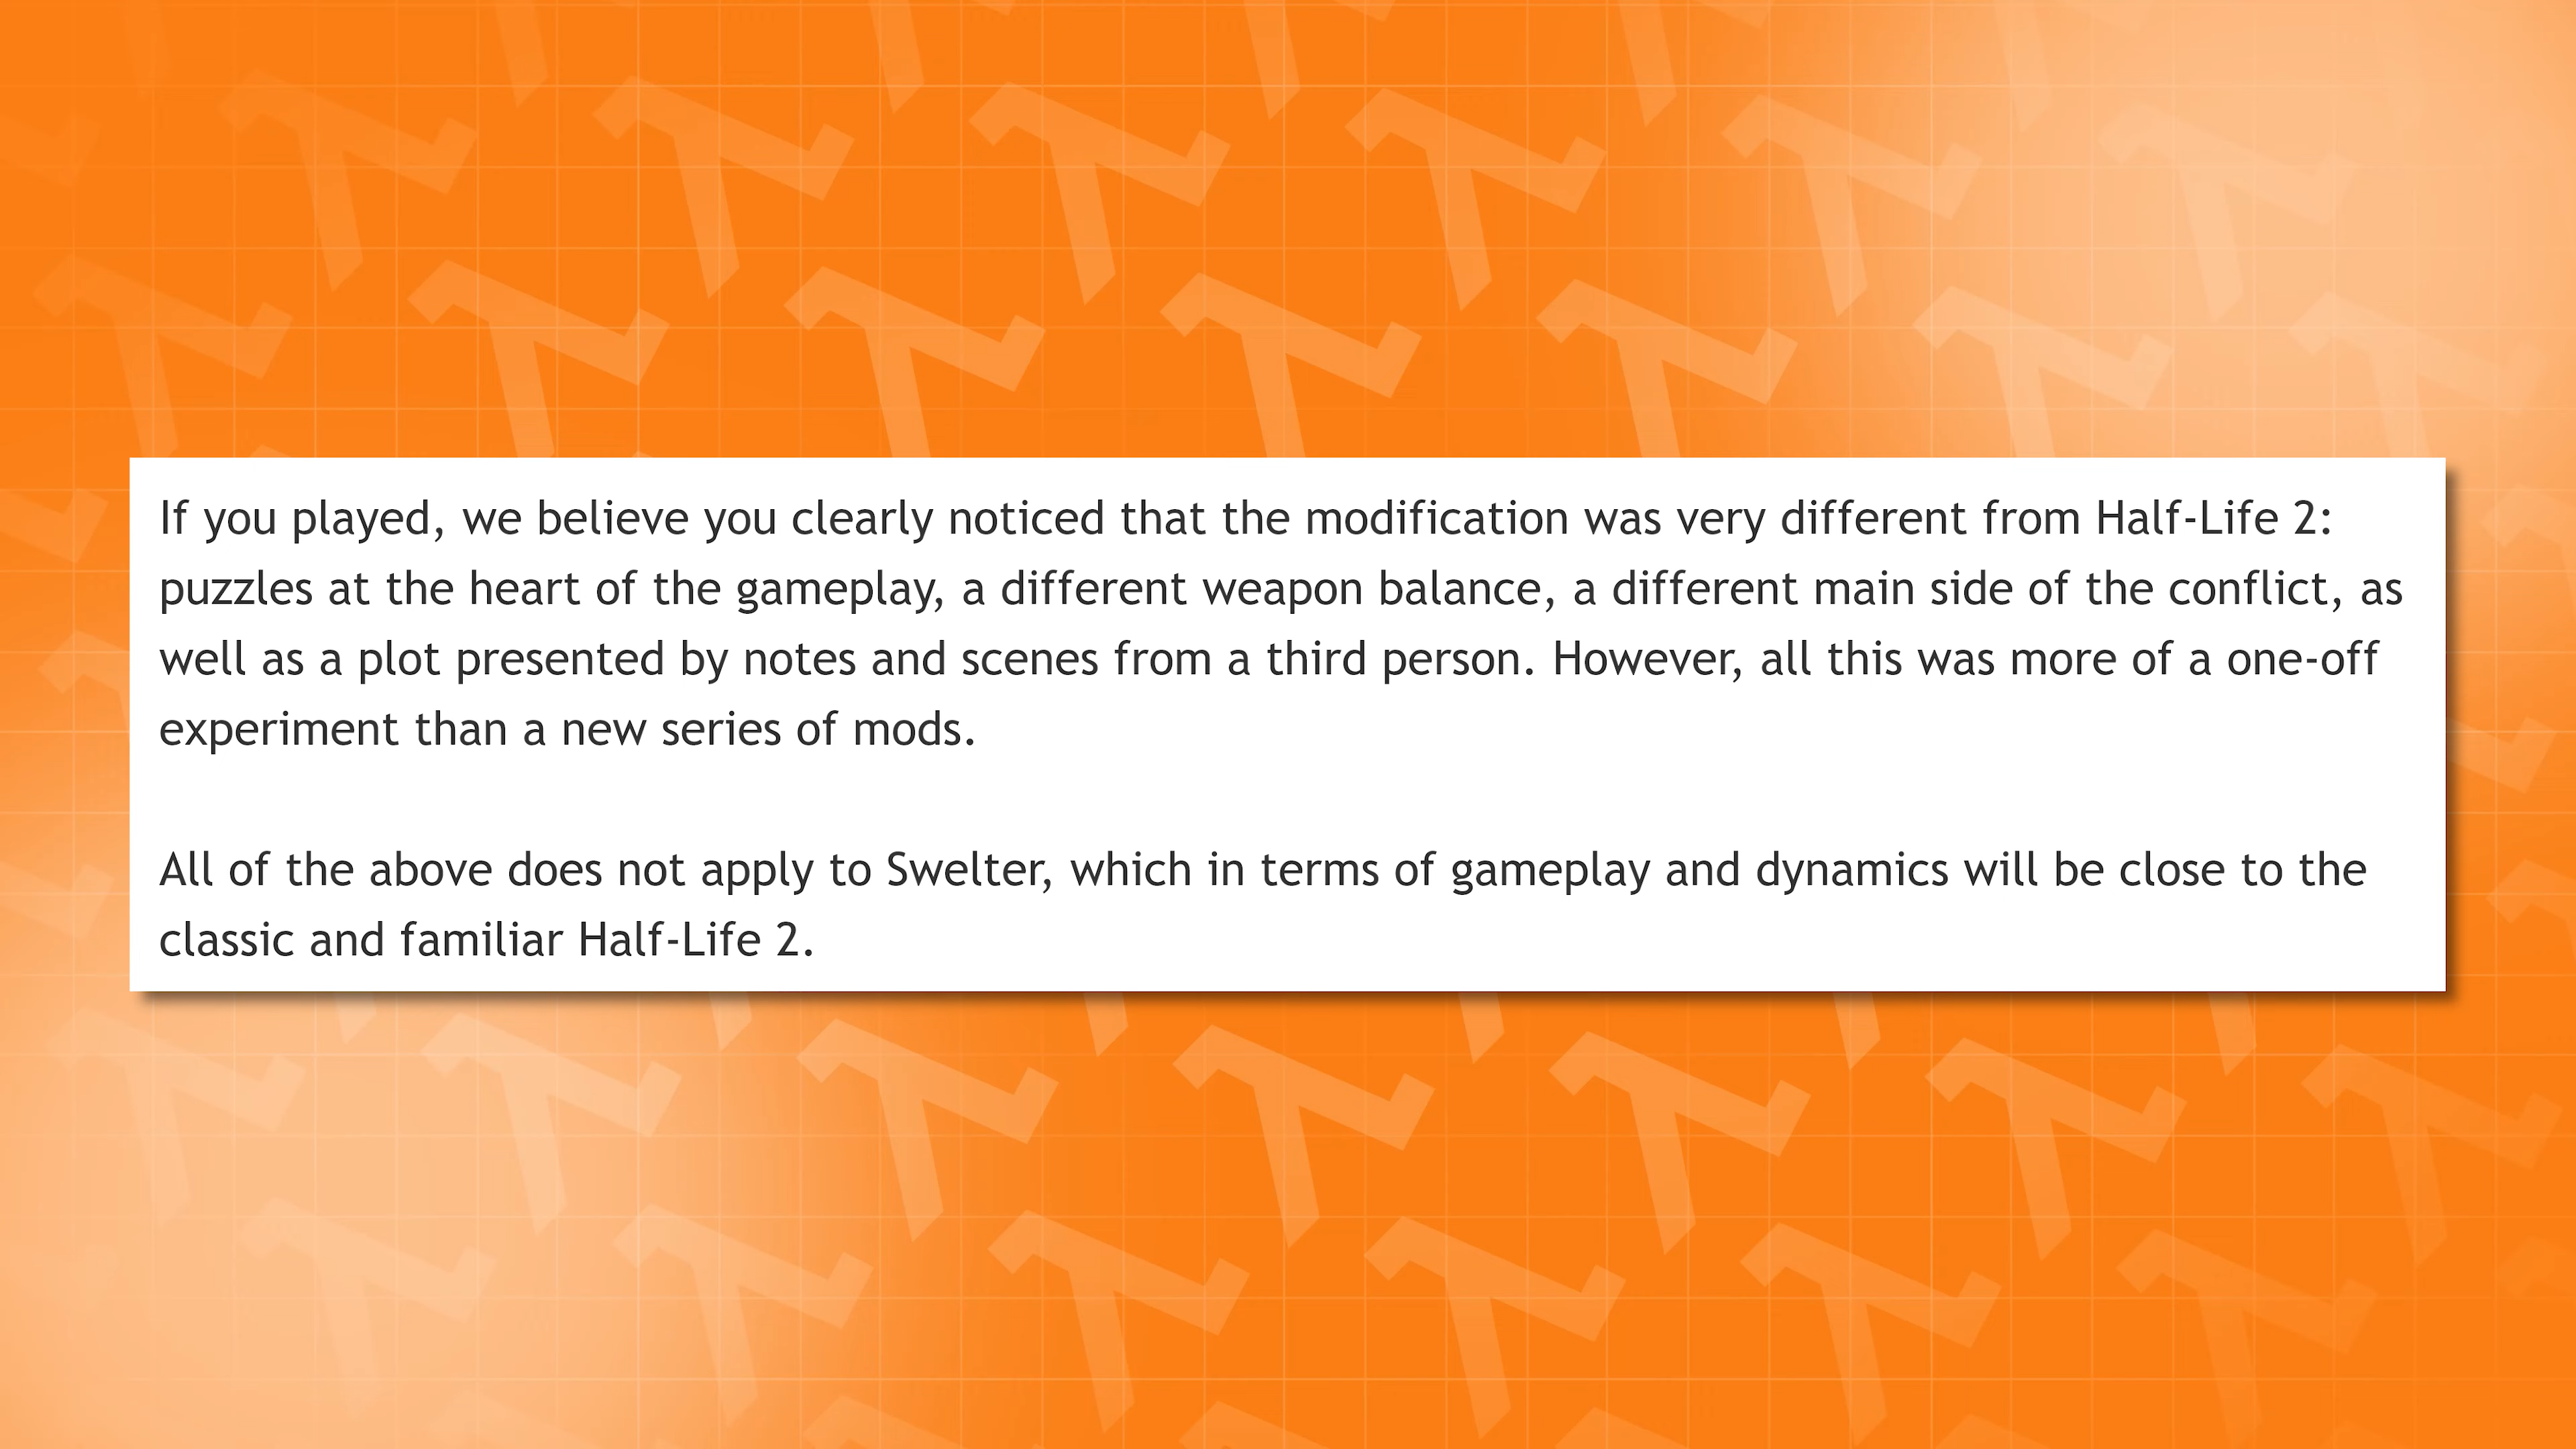 If you played, we believe you clearly noticed that the modification was very different from Half-Life 2:
puzzles at the heart of the gameplay, a different weapon balance, a different main side of the conflict, as
well as a plot presented by notes and scenes from a third person. However, all this was more of a one-off
experiment than a new series of mods.
All of the above does not apply to Swelter, which in terms of gameplay and dynamics will be close to the
classic and familiar Half-Life 2.